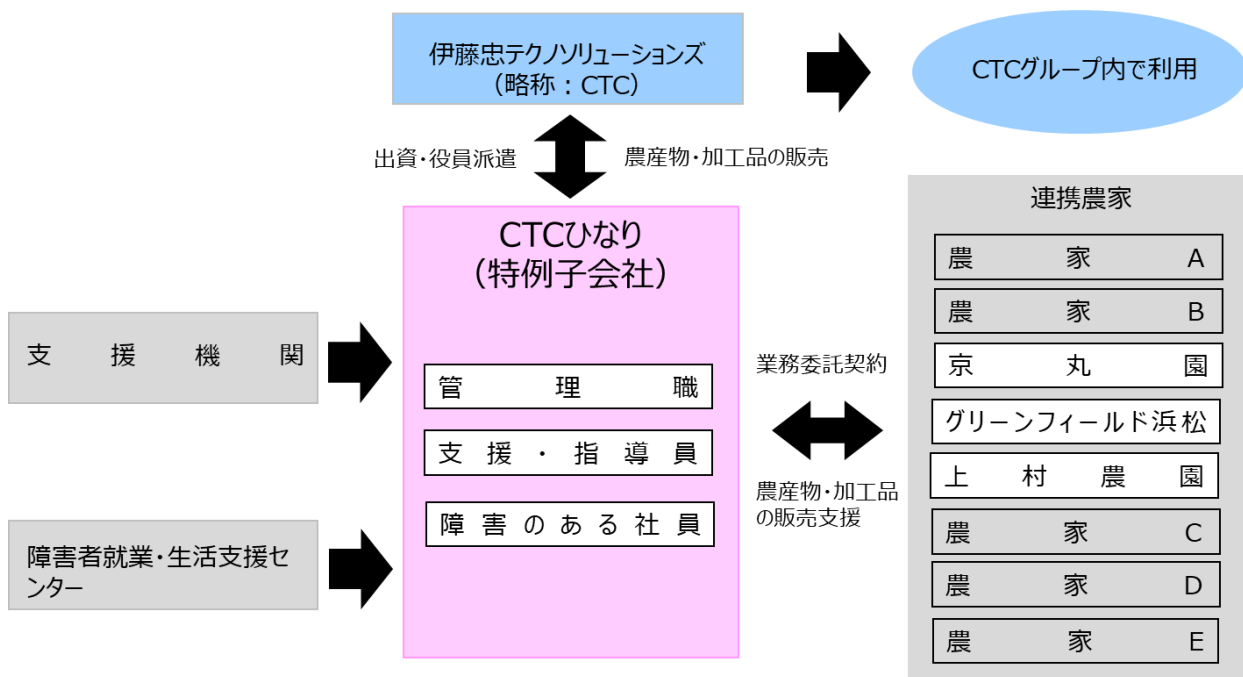 伊藤忠テクノソリューションズ
（略称：CTC）
CTCグループ内で利用
出資・役員派遣
農産物・加工品の販売
CTCひなり
（特例子会社）
管理職
支援・指導員
障害のある社員
支援機関
障害者就業・生活支援セ
ンター
業務委託契約
農産物・加工品
の販売支援
連携農家
農家A
農家B
京丸園
グリーンフィールド浜松
上村農園
農家C
農家D
農家E